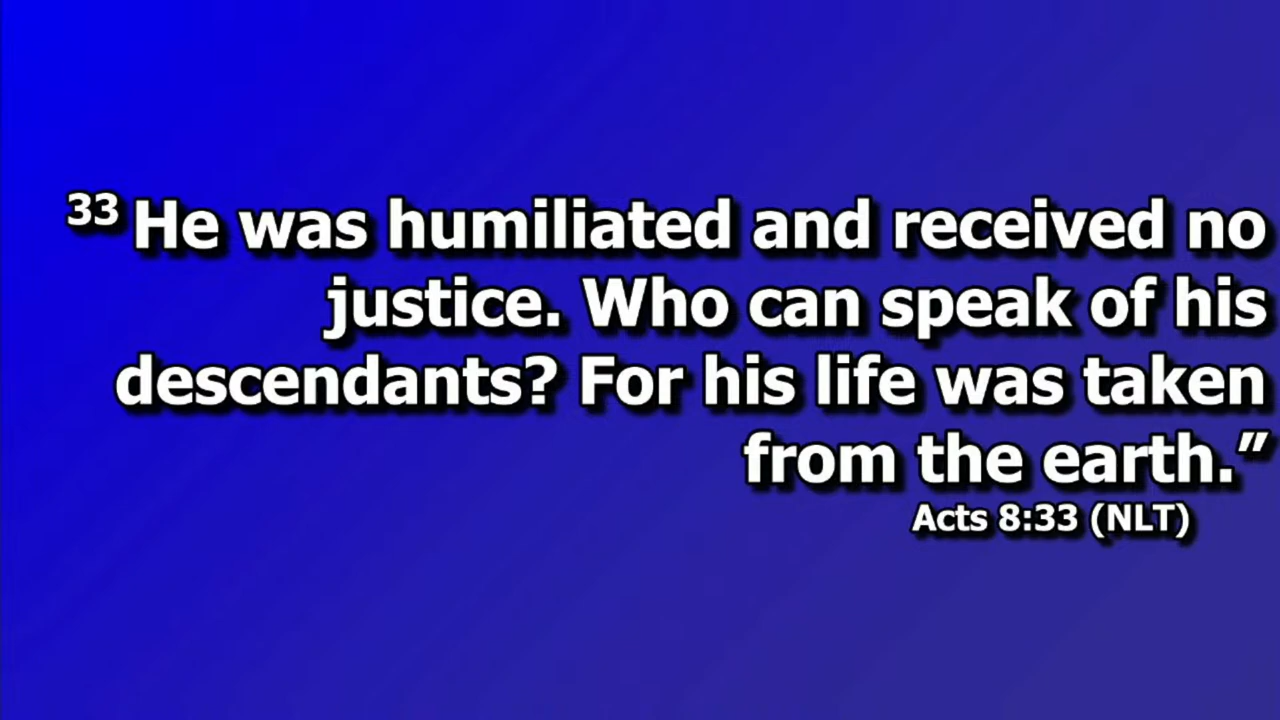 33 He was humiliated and received no
justice. Who can speak of his
descendants? For his life was taken
from the earth.”
Acts 8:33 (NLT)